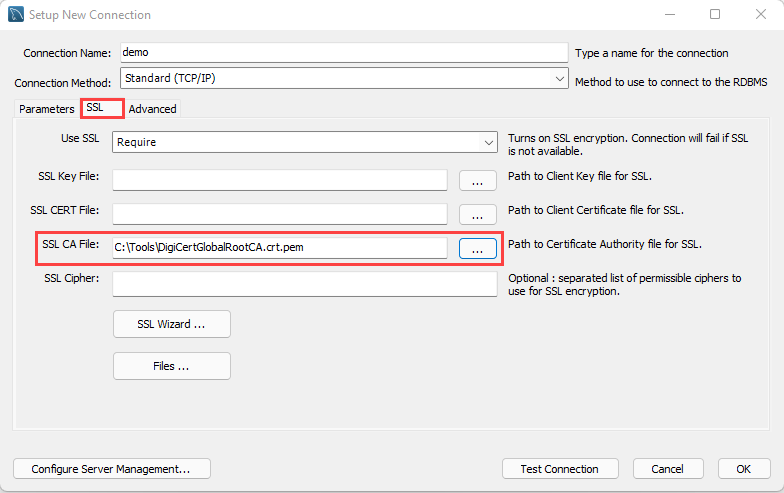 Setup New Connection
Connection Name: demo Type a name for the connection
Connection Method: Standard (TCP/IP) Method to use to connect to the RDBMS
Parameters SSL Advanced
Use SSL Require Turns on SSL encryption. Connection will fail if SSL
is not available.
SSL Key File: ... Path to Client Key file for SSL.
SSL CERT File: ... Path to Client Certificate file for SSL.
SSL CA File: C:\Tools\DigiCertGlobalRootCA.crt.pem ... Path to Certificate Authority file for SSL.
SSL Cipher: Optional : separated list of permissible ciphers to
use for SSL encryption.
SSL Wizard ...
Files ...
Configure Server Management... Test Connection Cancel OK